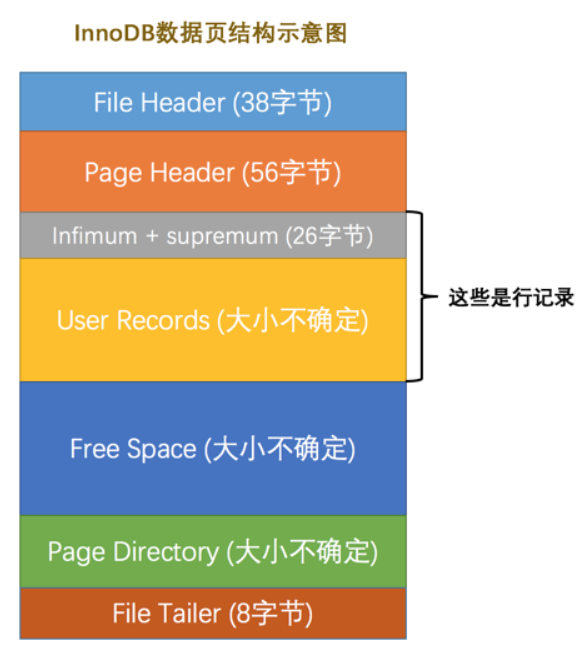 InnoDB数据页结构示意图
File Header (38字节)
Page Header (56字节)
Infimum + supremum (26字节)
这些是行记录
User Records (大小不确定)
Free Space (大小不确定)
Page Directory (大小不确定)
File Tailer (8字节)